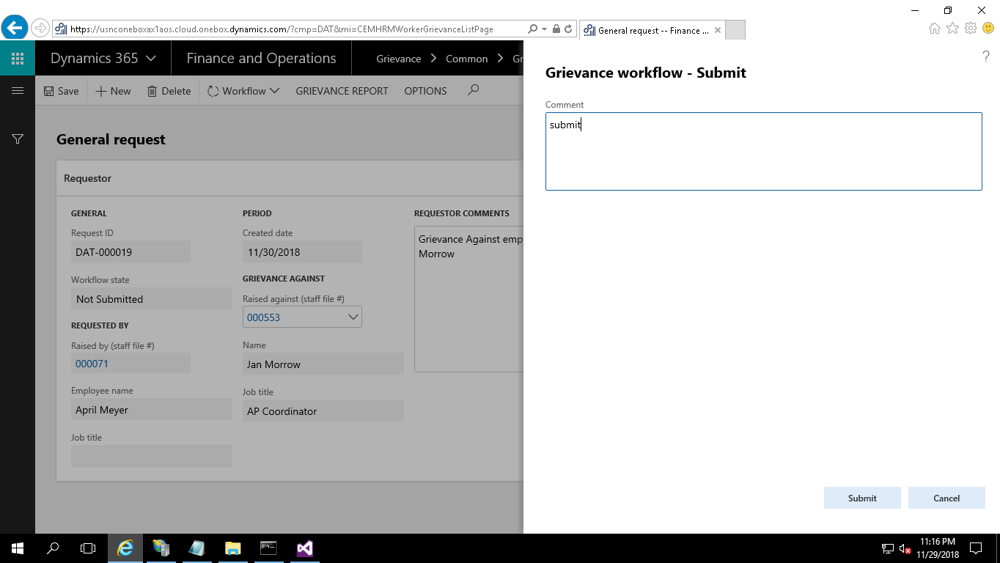 https://usnconeboxax1aos.cloud.onebox.dynamics.com/?cmp=DAT&mi=CEMHRMWorkerGrievanceListPage
General request -- Finance ...
Dynamics 365
Finance and Operations
Grievance
Common
Gr
Save
New
Delete
Workflow
GRIEVANCE REPORT
OPTIONS
General request
Requestor
GENERAL
Request ID
DAT-000019
Workflow state
Not Submitted
REQUESTED BY
Raised by (staff file #)
000071
Employee name
April Meyer
Job title
PERIOD
Created date
11/30/2018
GRIEVANCE AGAINST
Raised against (staff file #)
000553
Name
Jan Morrow
Job title
AP Coordinator
REQUESTOR COMMENTS
Grievance Against emp
Morrow
?
Grievance workflow - Submit
Comment
submit
Submit
Cancel
11:16 PM
11/29/2018